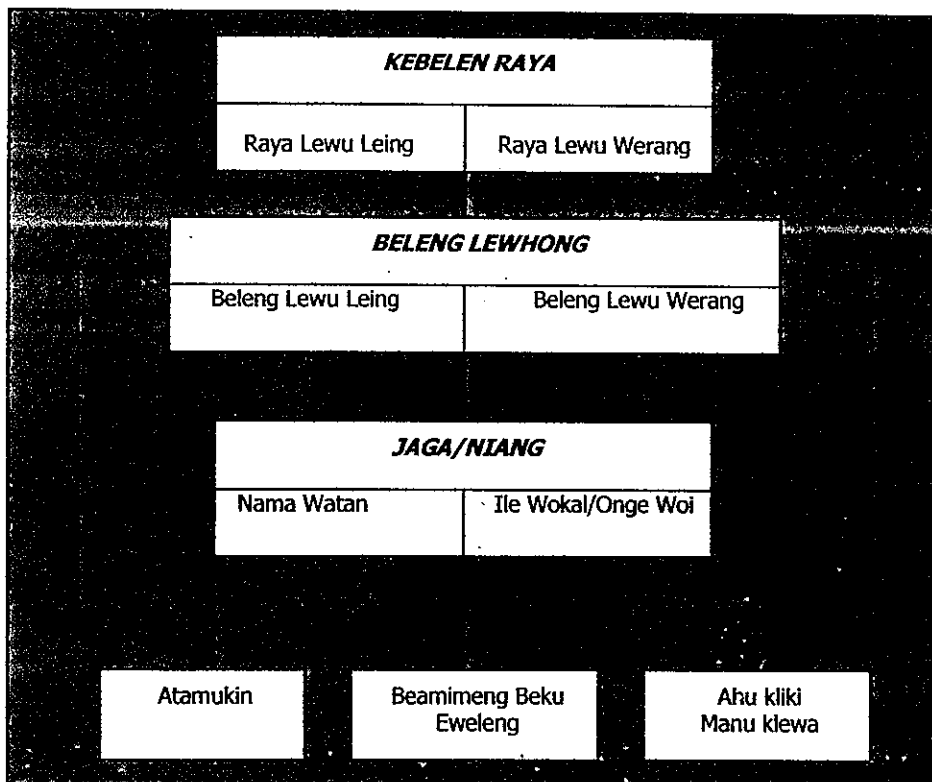 KEBELEN RAYA
Raya Lewu Leing
Raya Lewu Werang
BELENG LEWHONG
Beleng Lewu Leing
Beleng Lewu Werang
JAGA/NIANG
Nama Watan
Ile Wokal/Onge Woi
Atamukin
Beamimeng Beku
Eweleng
Ahu kliki
Manu klewa